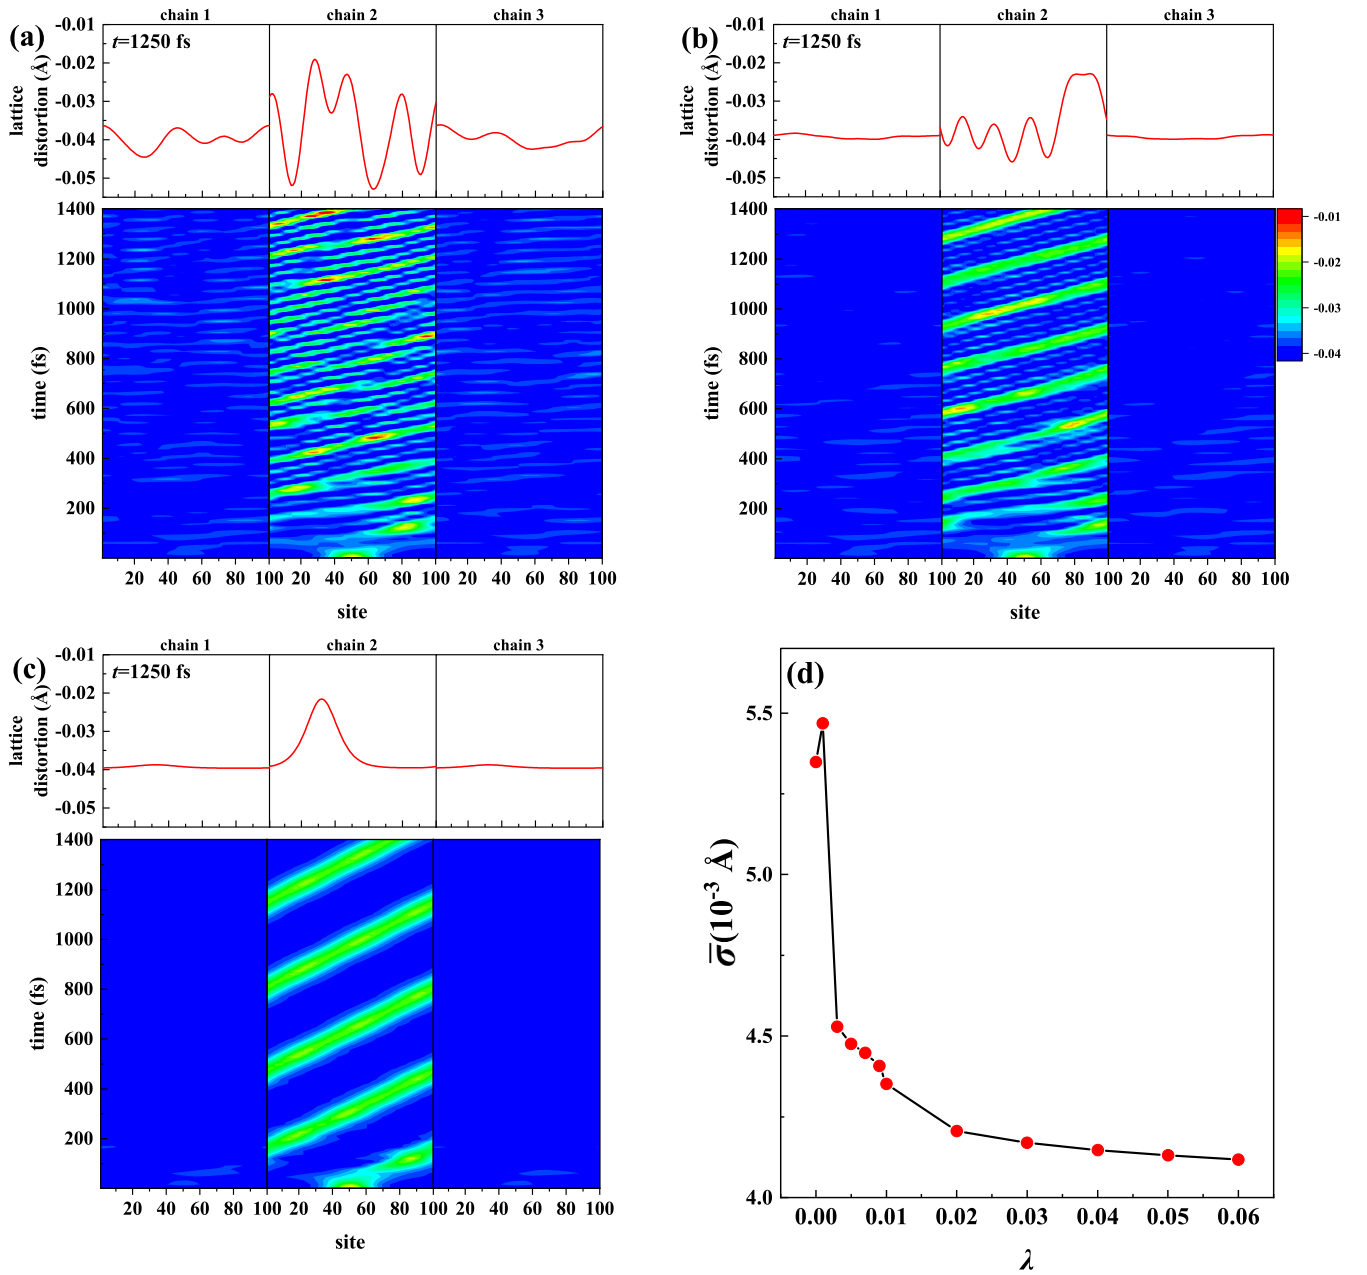 (a)
chain 1 chain 2 chain 3
t=1250 fs
lattice
distortion (Å)
-0.01
-0.02
-0.03
-0.04
-0.05
1400
1200
1000
800
600
400
200
time (fs)
20 40 60 80 100 20 40 60 80 100 20 40 60 80 100
site
(b)
chain 1 chain 2 chain 3
t=1250 fs
lattice
distortion (Å)
-0.01
-0.02
-0.03
-0.04
-0.05
1400
1200
1000
800
600
400
200
time (fs)
20 40 60 80 100 20 40 60 80 100 20 40 60 80 100
site
-0.01
-0.02
-0.03
-0.04
(c)
chain 1 chain 2 chain 3
t=1250 fs
lattice
distortion (Å)
-0.01
-0.02
-0.03
-0.04
-0.05
1400
1200
1000
800
600
400
200
time (fs)
20 40 60 80 100 20 40 60 80 100 20 40 60 80 100
site
(d)
5.5
5.0
4.5
4.0
σ̅(10⁻³ Å)
0.00 0.01 0.02 0.03 0.04 0.05 0.06
λ